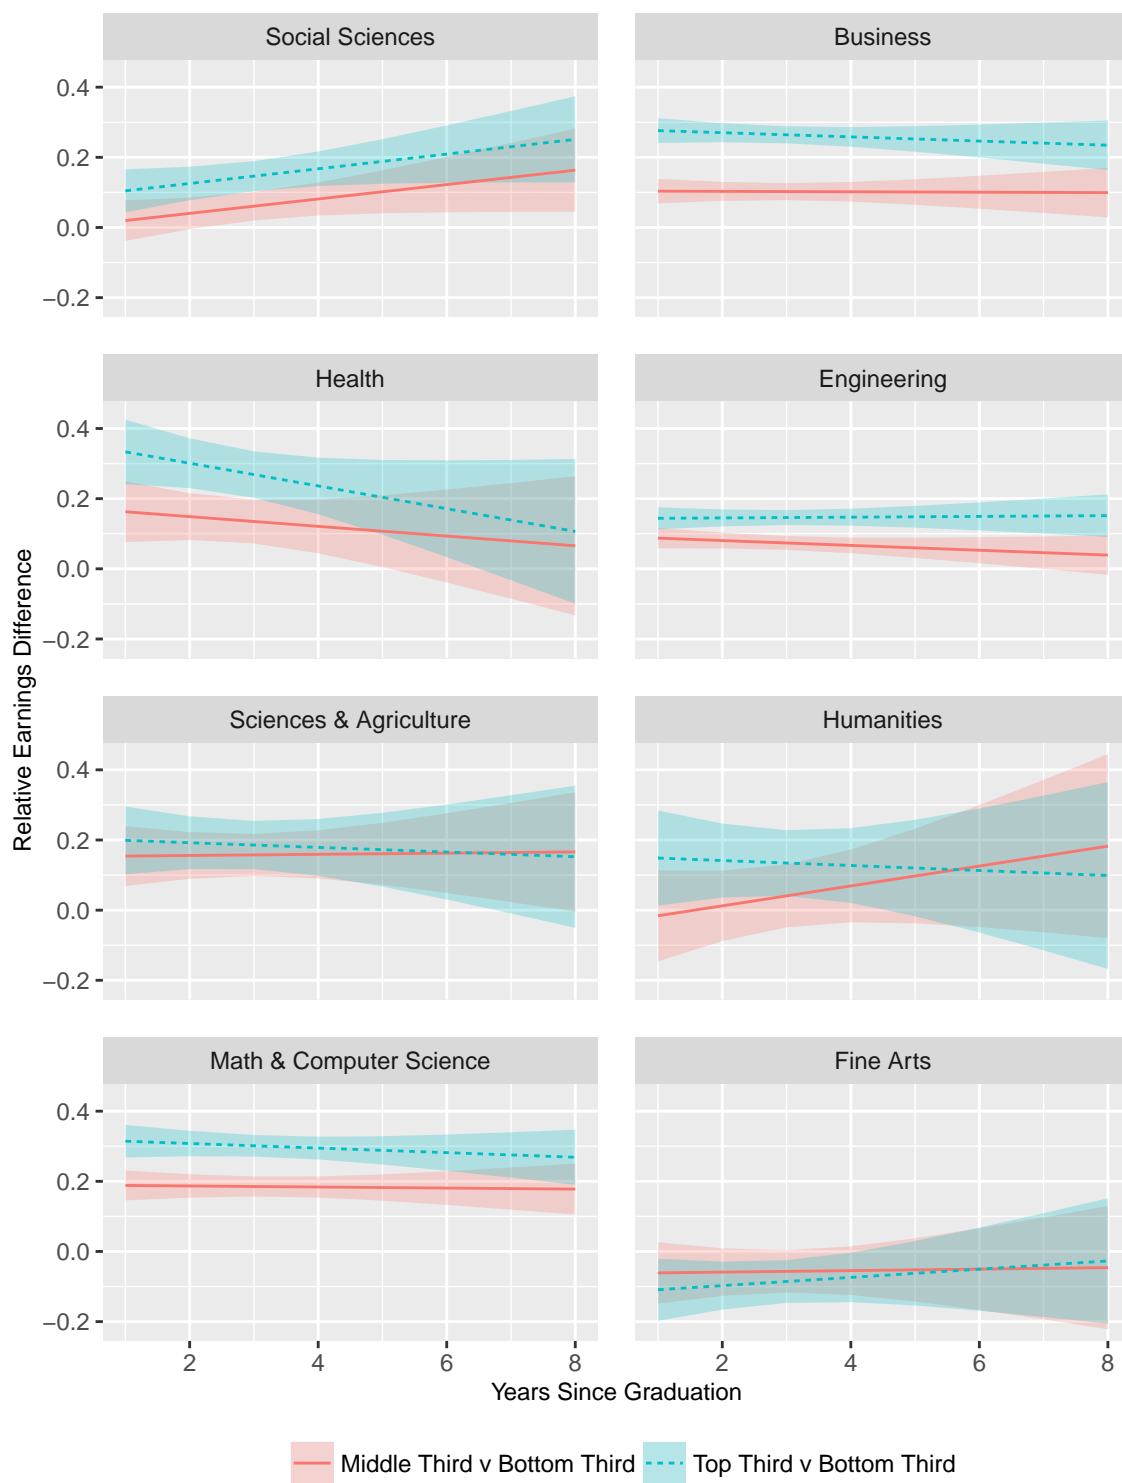 Social Sciences
Business
0.4
0.2
0.0
−0.2
Health
Engineering
0.4
0.2
0.0
−0.2
Relative Earnings Difference
Sciences & Agriculture
Humanities
0.4
0.2
0.0
−0.2
Math & Computer Science
Fine Arts
0.4
0.2
0.0
−0.2
2 4 6 8 2 4 6 8
Years Since Graduation
Middle Third v Bottom Third Top Third v Bottom Third